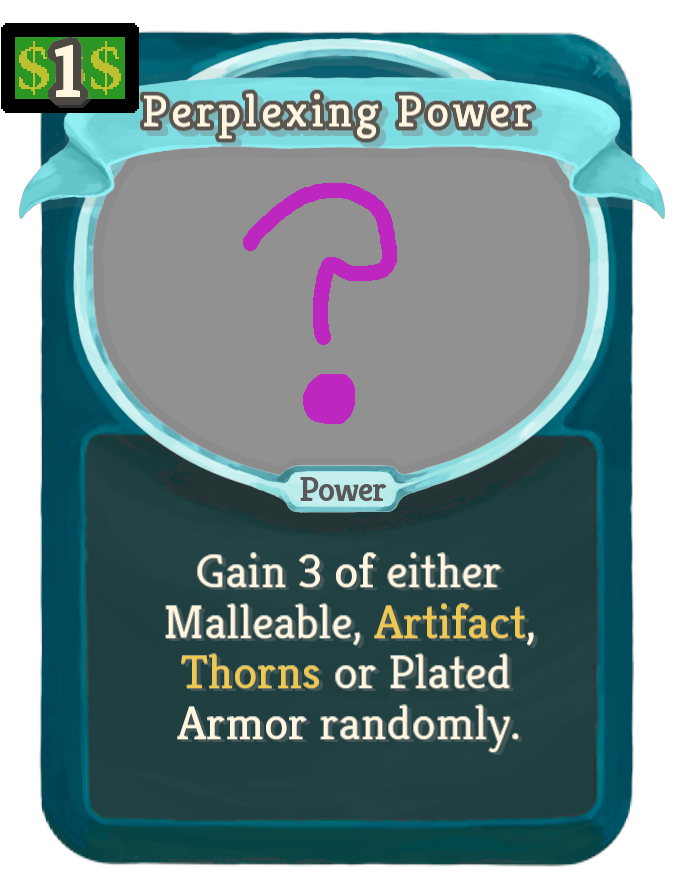 $1$
Perplexing Power
?
Power
Gain 3 of either
Malleable, Artifact,
Thorns or Plated
Armor randomly.